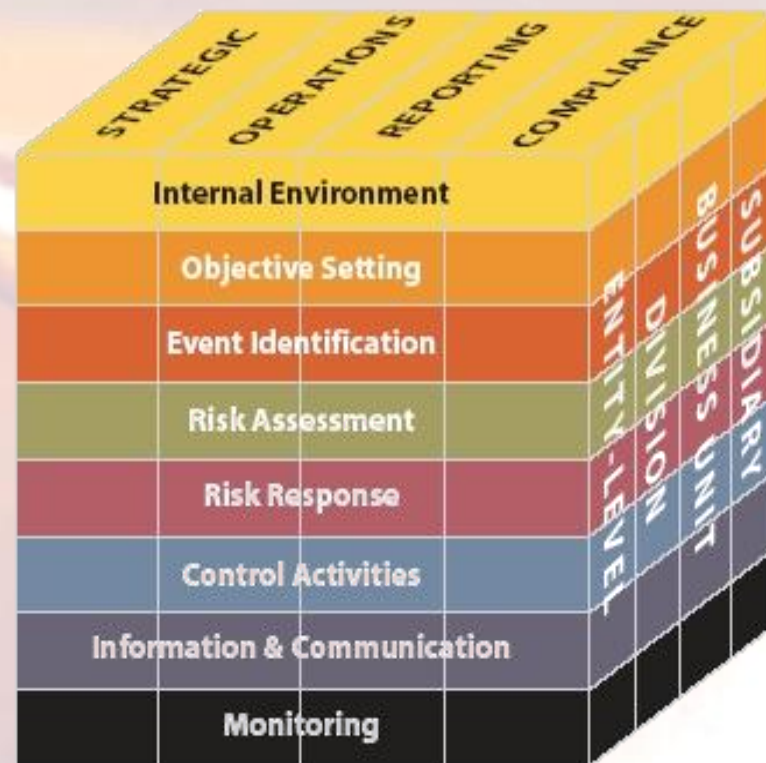 STRATEGIC
OPERATIONS
REPORTING
COMPLIANCE
Internal Environment
Objective Setting
Event Identification
Risk Assessment
Risk Response
Control Activities
Information & Communication
Monitoring
ENTITY-LEVEL
DIVISION
BUSINESS UNIT
SUBSIDIARY